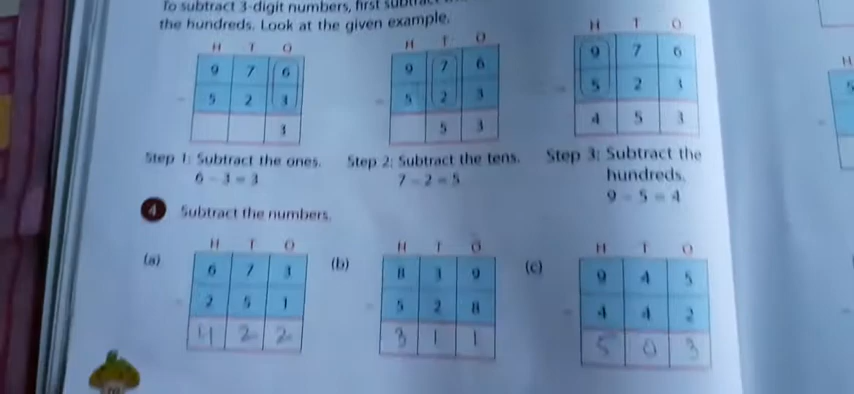 To subtract 3-digit numbers, first
the hundreds. Look at the given example.
H T O H T O H T O
9 7 6 9 7 6 9 7 6
- 5 2 3 - 5 2 3 - 5 2 3
3 5 3 4 5 3
Step 1: Subtract the ones. Step 2: Subtract the tens. Step 3: Subtract the
6 - 3 = 3 7 - 2 = 5 hundreds.
9 - 5 = 4
4 Subtract the numbers.
(a) H T O (b) H T O (c) H T O
6 7 3 8 3 9 9 4 5
- 2 5 1 - 5 2 8 - 4 4 2
4 2 2 3 1 1 5 0 3